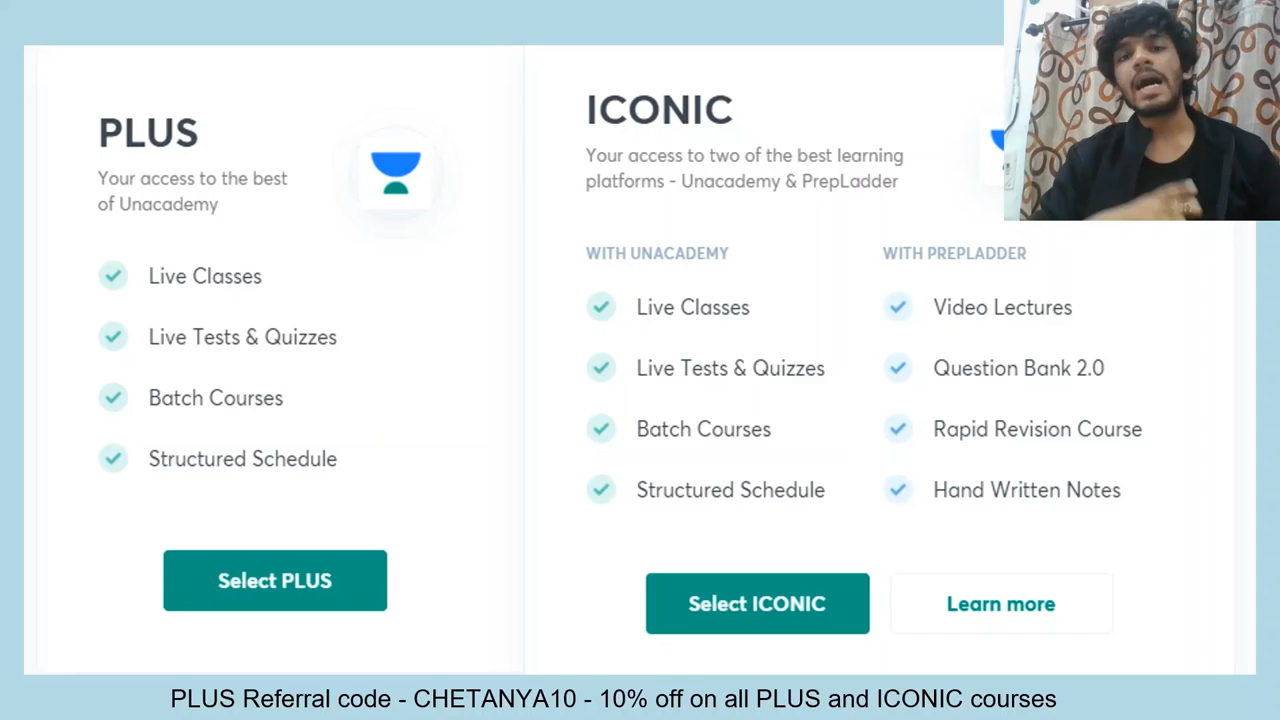 PLUS
Your access to the best
of Unacademy
Live Classes
Live Tests & Quizzes
Batch Courses
Structured Schedule
Select PLUS
ICONIC
Your access to two of the best learning
platforms - Unacademy & PrepLadder
WITH UNACADEMY
Live Classes
Live Tests & Quizzes
Batch Courses
Structured Schedule
WITH PREPLADDER
Video Lectures
Question Bank 2.0
Rapid Revision Course
Hand Written Notes
Select ICONIC
Learn more
PLUS Referral code - CHETANYA10 - 10% off on all PLUS and ICONIC courses